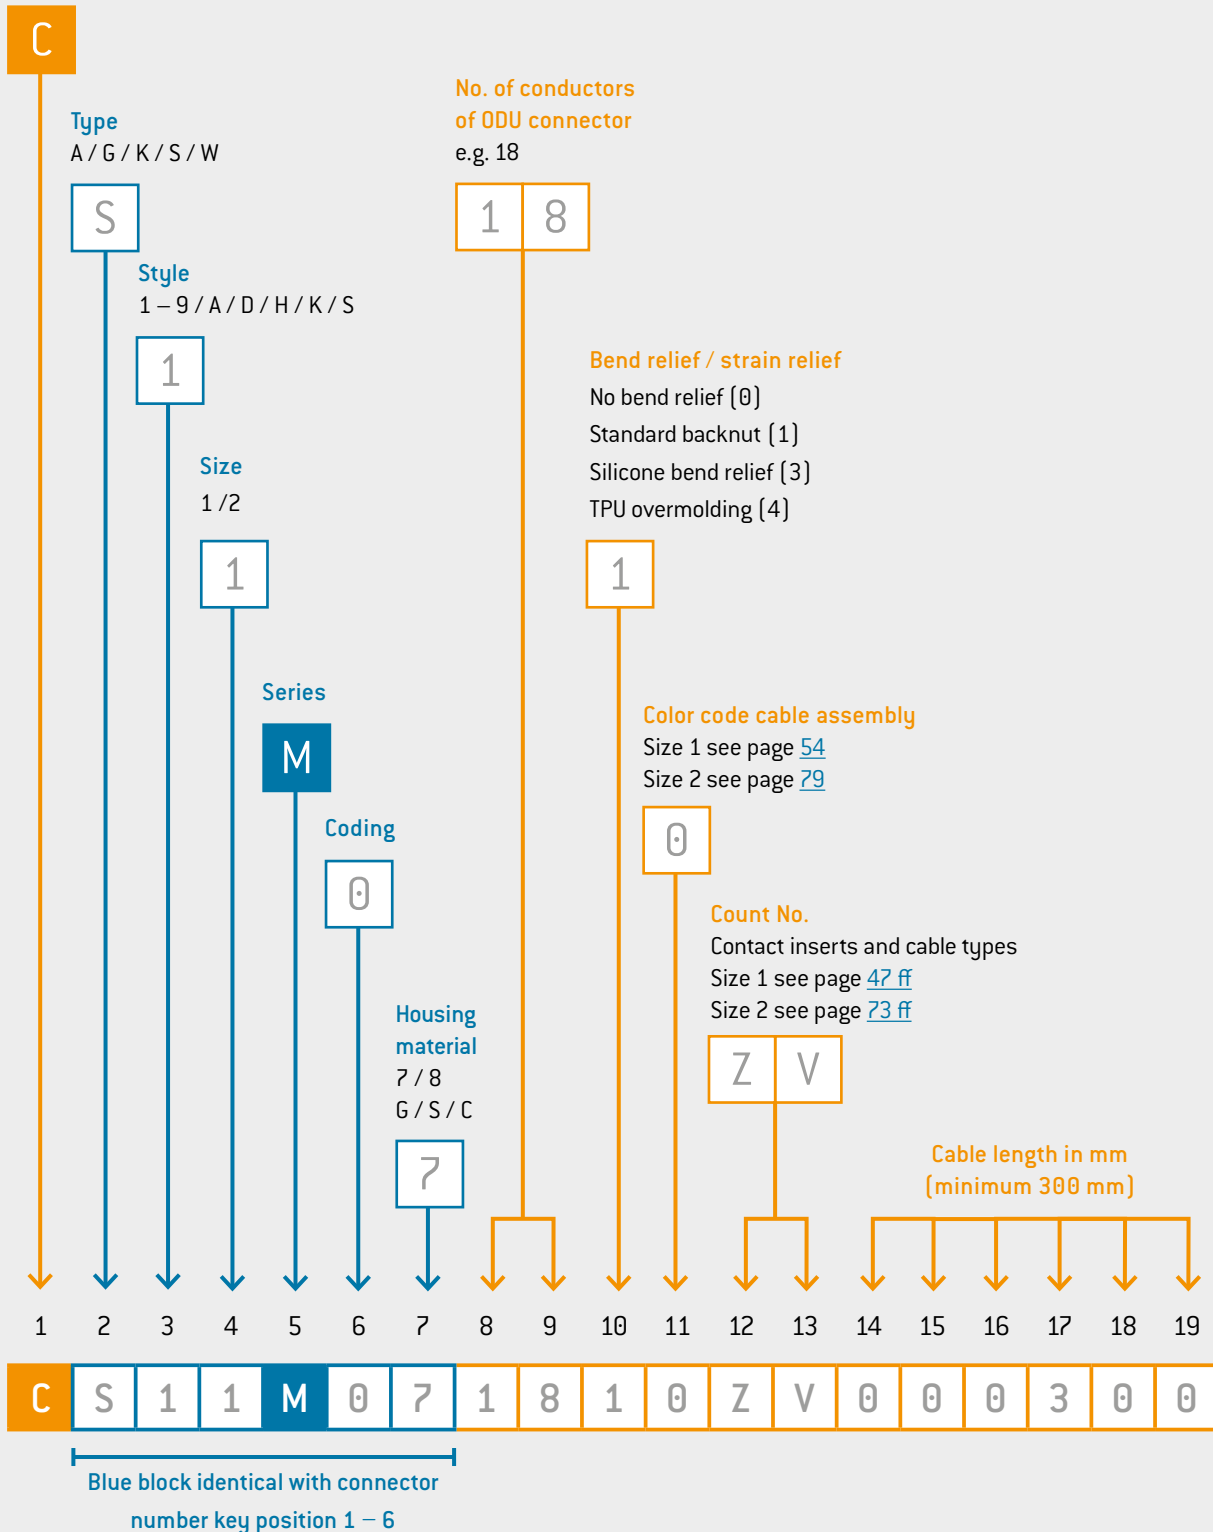 C
Type
A / G / K / S / W
S
Style
1 – 9 / A / D / H / K / S
1
Size
1 /2
1
Series
M
Coding
0
Housing
material
7 / 8
G / S / C
7
No. of conductors
of ODU connector
e.g. 18
1 8
Bend relief / strain relief
No bend relief (0)
Standard backnut (1)
Silicone bend relief (3)
TPU overmolding (4)
1
Color code cable assembly
Size 1 see page 54
Size 2 see page 79
0
Count No.
Contact inserts and cable types
Size 1 see page 47 ff
Size 2 see page 73 ff
Z V
Cable length in mm
(minimum 300 mm)
1 2 3 4 5 6 7 8 9 10 11 12 13 14 15 16 17 18 19
C S 1 1 M 0 7 1 8 1 0 Z V 0 0 0 3 0 0
Blue block identical with connector
number key position 1 – 6